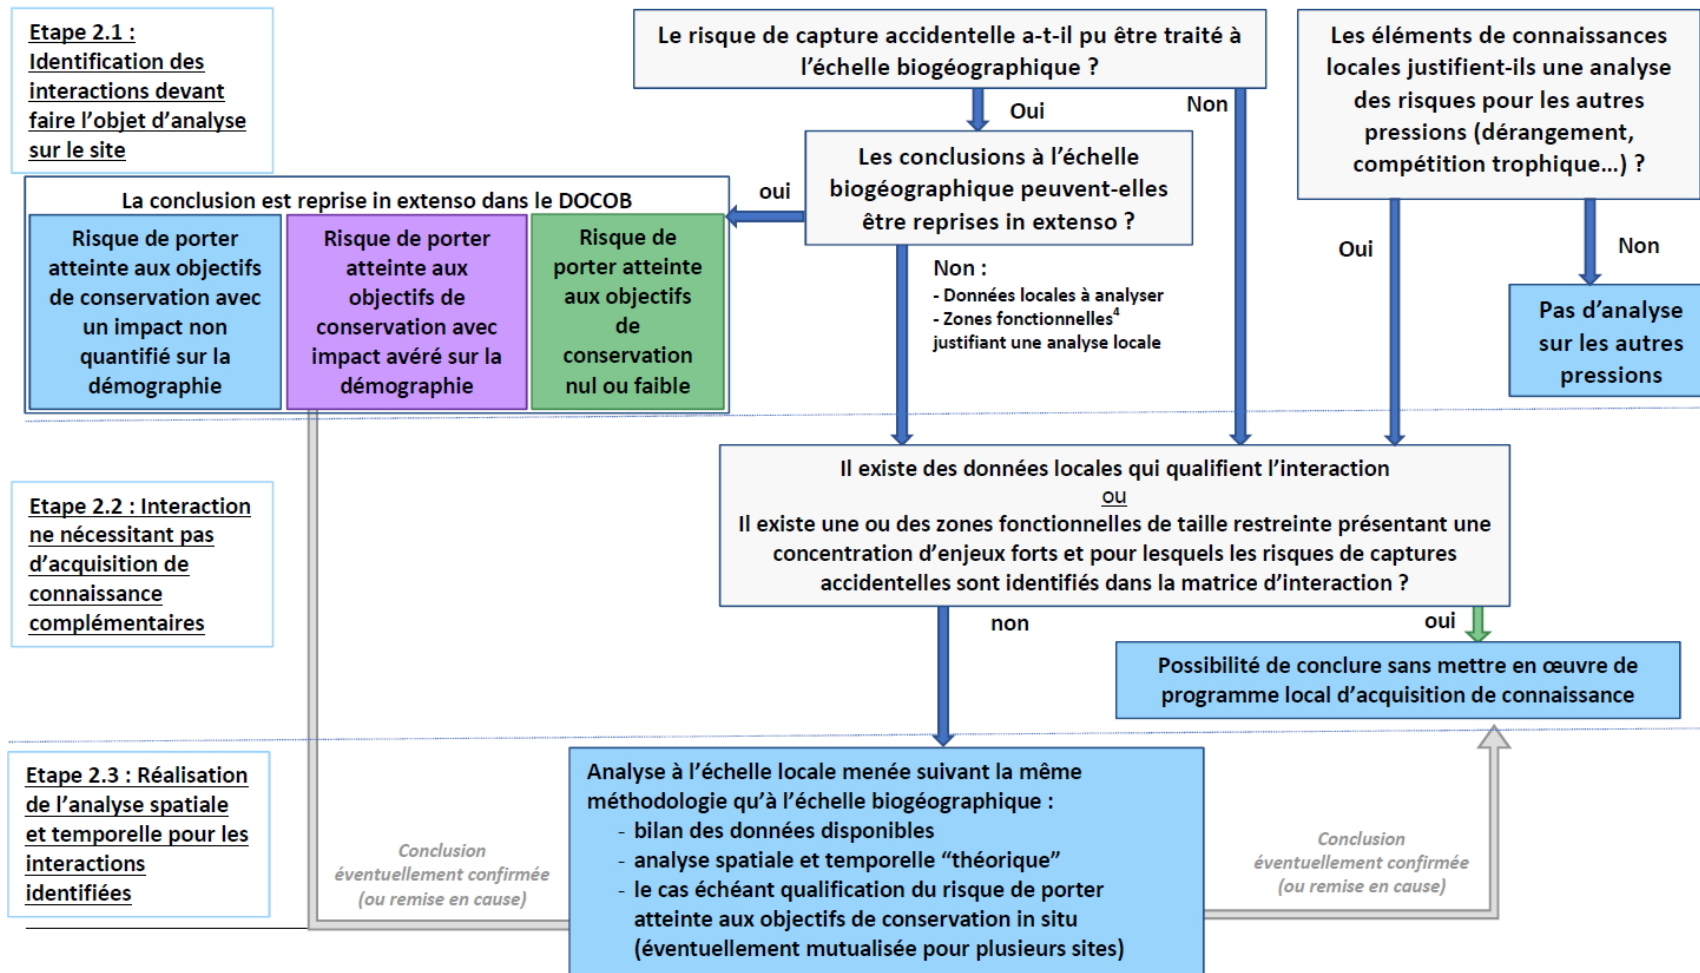 Etape 2.1 :
Identification des
interactions devant
faire l'objet d'analyse
sur le site
Le risque de capture accidentelle a-t-il pu être traité à
l'échelle biogéographique ?
Les éléments de connaissances
locales justifient-ils une analyse
des risques pour les autres
pressions (dérangement,
compétition trophique…) ?
Oui
Non
Les conclusions à l'échelle
biogéographique peuvent-elles
être reprises in extenso ?
oui
La conclusion est reprise in extenso dans le DOCOB
Risque de porter
atteinte aux objectifs
de conservation avec
un impact non
quantifié sur la
démographie
Risque de porter
atteinte aux
objectifs de
conservation avec
impact avéré sur la
démographie
Risque de
porter atteinte
aux objectifs
de
conservation
nul ou faible
Non :
- Données locales à analyser
- Zones fonctionnelles⁴
justifiant une analyse locale
Oui
Non
Pas d'analyse
sur les autres
pressions
Etape 2.2 : Interaction
ne nécessitant pas
d'acquisition de
connaissance
complémentaires
Il existe des données locales qui qualifient l'interaction
ou
Il existe une ou des zones fonctionnelles de taille restreinte présentant une
concentration d'enjeux forts et pour lesquels les risques de captures
accidentelles sont identifiés dans la matrice d'interaction ?
non
oui
Possibilité de conclure sans mettre en œuvre de
programme local d'acquisition de connaissance
Etape 2.3 : Réalisation
de l'analyse spatiale
et temporelle pour les
interactions
identifiées
Conclusion
éventuellement confirmée
(ou remise en cause)
Analyse à l'échelle locale menée suivant la même
méthodologie qu'à l'échelle biogéographique :
- bilan des données disponibles
- analyse spatiale et temporelle “théorique”
- le cas échéant qualification du risque de porter
atteinte aux objectifs de conservation in situ
(éventuellement mutualisée pour plusieurs sites)
Conclusion
éventuellement confirmée
(ou remise en cause)